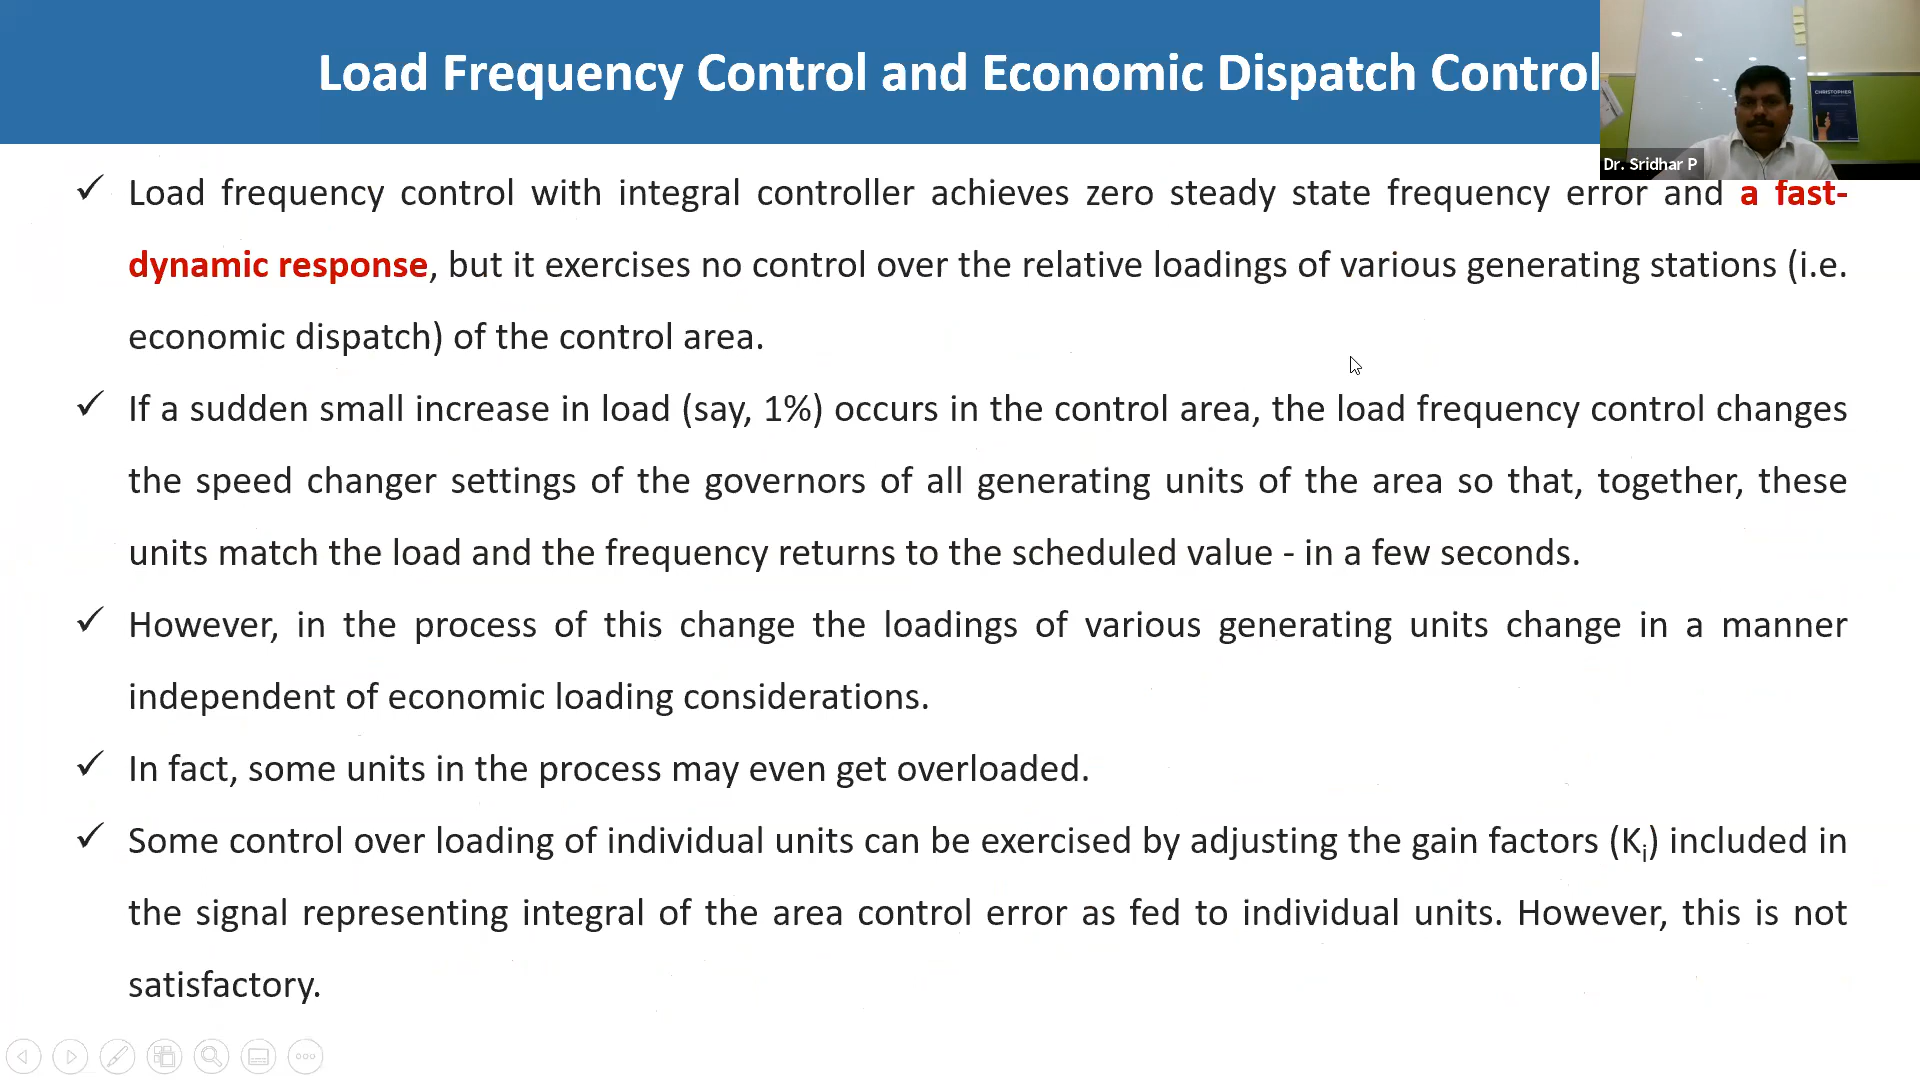 Load Frequency Control and Economic Dispatch Control
CHRISTOPHER
Dr. Sridhar P
✓ Load frequency control with integral controller achieves zero steady state frequency error and a fast-
dynamic response, but it exercises no control over the relative loadings of various generating stations (i.e.
economic dispatch) of the control area.
✓ If a sudden small increase in load (say, 1%) occurs in the control area, the load frequency control changes
the speed changer settings of the governors of all generating units of the area so that, together, these
units match the load and the frequency returns to the scheduled value - in a few seconds.
✓ However, in the process of this change the loadings of various generating units change in a manner
independent of economic loading considerations.
✓ In fact, some units in the process may even get overloaded.
✓ Some control over loading of individual units can be exercised by adjusting the gain factors (Ki) included in
the signal representing integral of the area control error as fed to individual units. However, this is not
satisfactory.